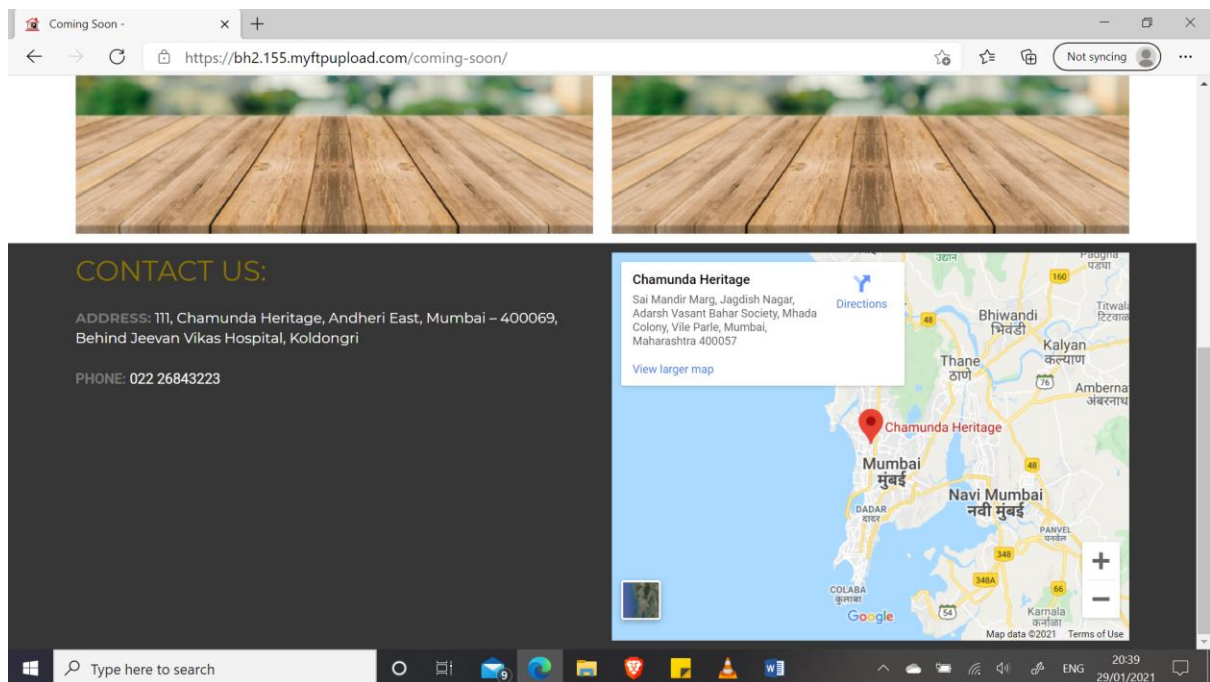 Coming Soon -
https://bh2.155.myftpupload.com/coming-soon/
Not syncing
CONTACT US:
ADDRESS: 111, Chamunda Heritage, Andheri East, Mumbai – 400069,
Behind Jeevan Vikas Hospital, Koldongri
PHONE: 022 26843223
Chamunda Heritage
Sai Mandir Marg, Jagdish Nagar,
Adarsh Vasant Bahar Society, Mhada
Colony, Vile Parle, Mumbai,
Maharashtra 400057
Directions
View larger map
उद्यान
Padgha
पडघा
160
48
Bhiwandi
भिवंडी
Titwala
Kalyan
कल्याण
Thane
ठाणे
76
Chamunda Heritage
Mumbai
मुंबई
48
Navi Mumbai
नवी मुंबई
DADAR
दादर
PANVEL
पनवेल
348
348A
COLABA
कुलाबा
66
54
Karnala
कर्नाळा
Google
Map data ©2021 Terms of Use
Type here to search
9
ENG
20:39
29/01/2021